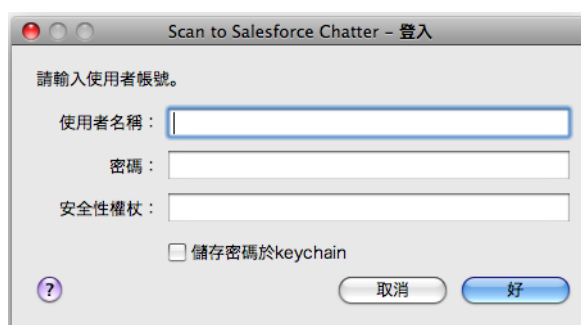 Scan to Salesforce Chatter – 登入
請輸入使用者帳號。
使用者名稱：
密碼：
安全性權杖：
儲存密碼於keychain
?
取消
好